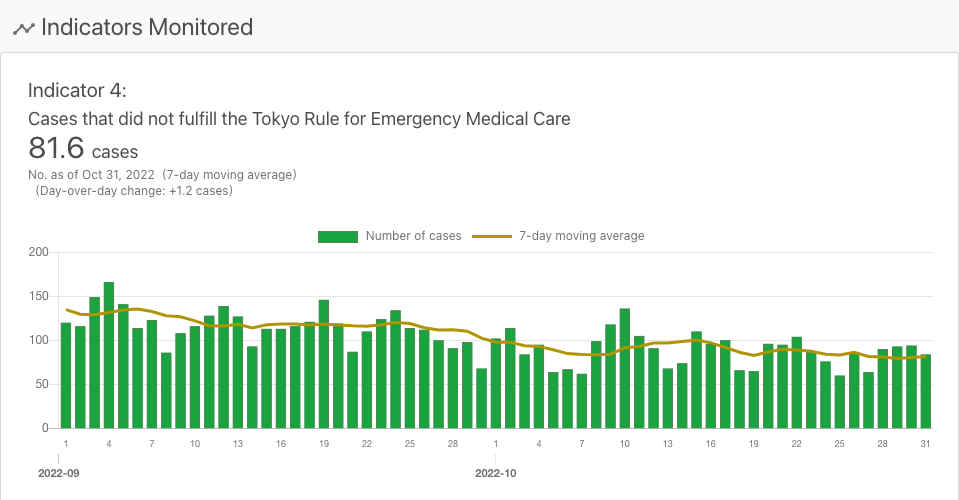 Indicators Monitored
Indicator 4:
Cases that did not fulfill the Tokyo Rule for Emergency Medical Care
81.6 cases
No. as of Oct 31, 2022 (7-day moving average)
(Day-over-day change: +1.2 cases)
Number of cases 7-day moving average
200
150
100
50
0
1 4 7 10 13 16 19 22 25 28 1 4 7 10 13 16 19 22 25 28 31
2022-09 2022-10